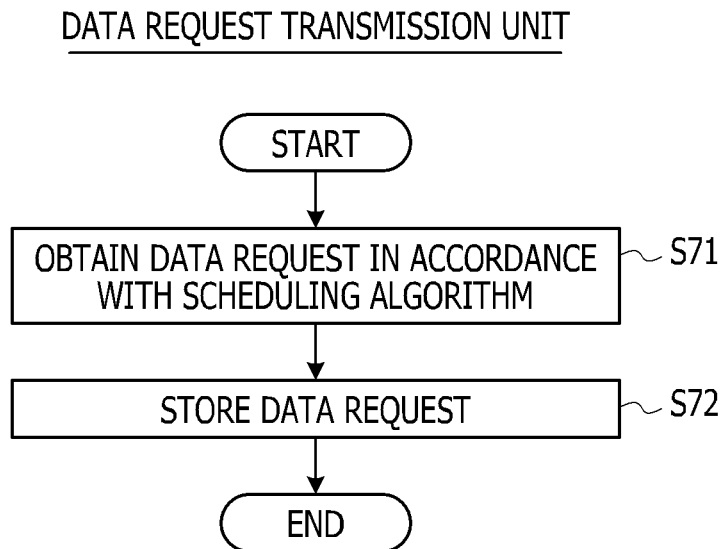 DATA REQUEST TRANSMISSION UNIT
START
OBTAIN DATA REQUEST IN ACCORDANCE
WITH SCHEDULING ALGORITHM
S71
STORE DATA REQUEST
S72
END